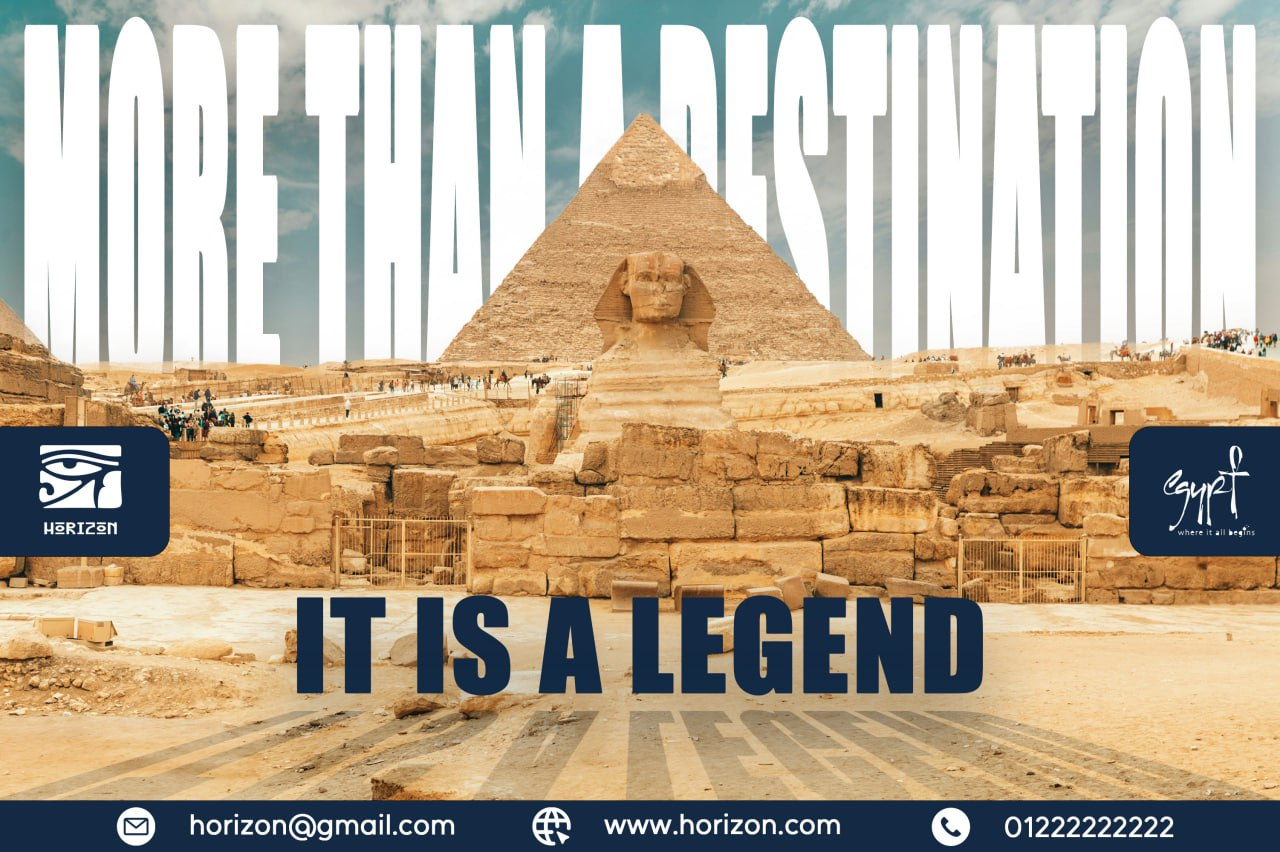 MORE THAN A DESTINATION
HORIZON
egypt
where it all begins
IT IS A LEGEND
horizon@gmail.com
www.horizon.com
01222222222